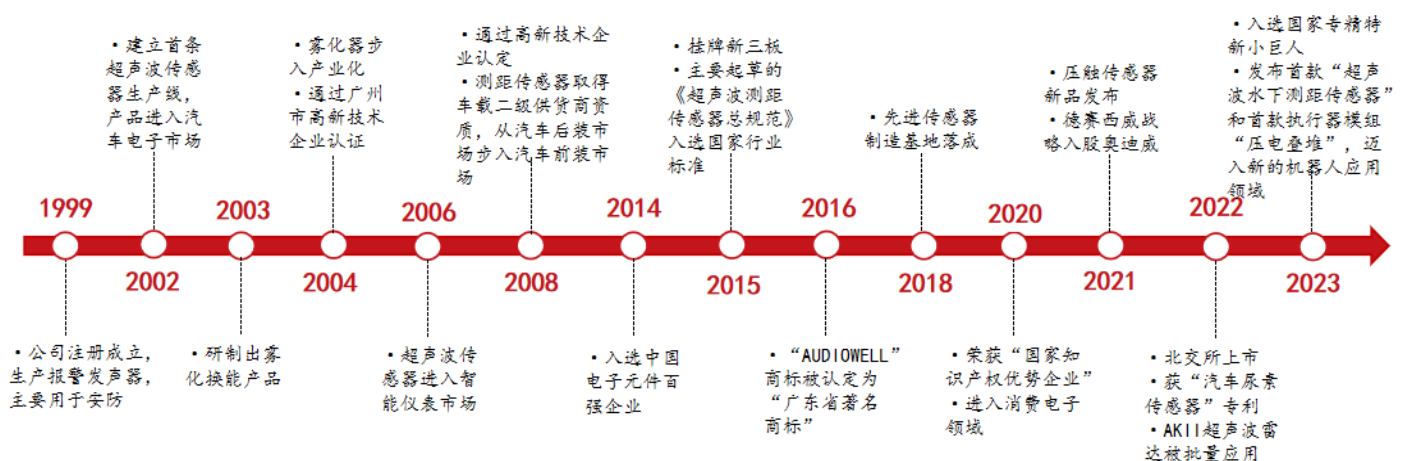 ·建立首条
超声波传感
器生产线，
产品进入汽
车电子市场
·雾化器步
入产业化
·通过广州
市高新技术
企业认证
·通过高新技术企
业认定
·测距传感器取得
车载二级供货商资
质，从汽车后装市
场步入汽车前装市
场
·挂牌新三板
·主要起草的
《超声波测距
传感器总规范》
入选国家行业
标准
·先进传感器
制造基地落成
·压触传感器
新品发布
·德赛西威战
略入股奥迪威
·入选国家专精特
新小巨人
·发布首款“超声
波水下测距传感器”
和首款执行器模组
“压电叠堆”，迈
入新的机器人应用
领域
1999
2003
2006
2014
2016
2020
2022
2002
2004
2008
2015
2018
2021
2023
·公司注册成立，
生产报警发声器，
主要用于安防
·研制出雾
化换能产品
·超声波传
感器进入智
能仪表市场
·入选中国
电子元件百
强企业
·“AUDIOWELL”
商标被认定为
“广东省著名
商标”
·荣获“国家知
识产权优势企业”
·进入消费电子
领域
·北交所上市
·获“汽车尿素
传感器”专利
·AKII超声波雷
达被批量应用